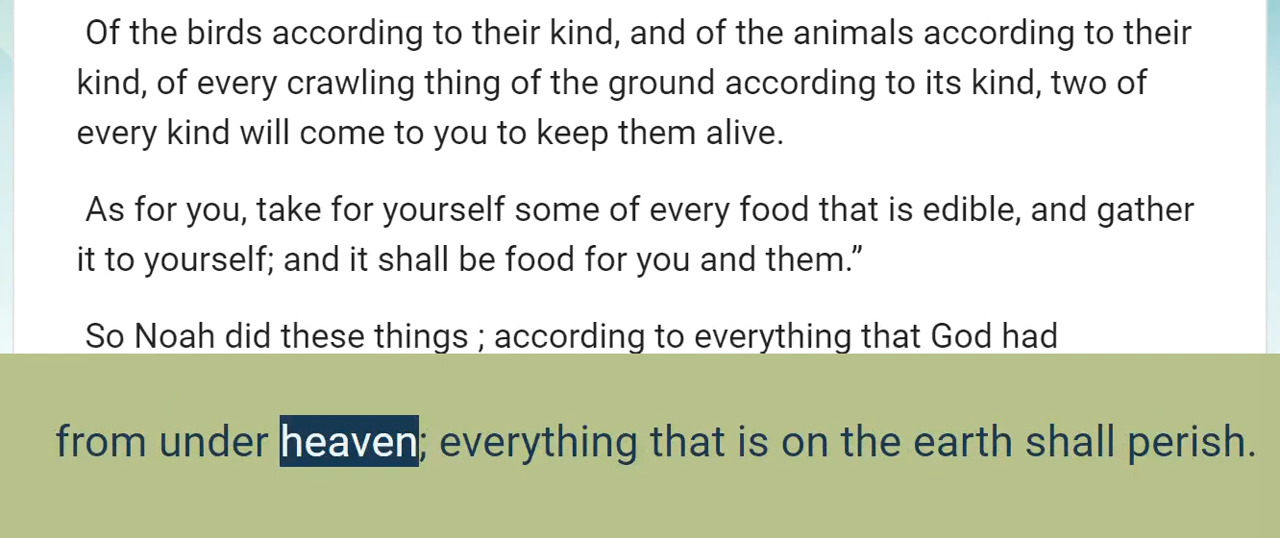 Of the birds according to their kind, and of the animals according to their
kind, of every crawling thing of the ground according to its kind, two of
every kind will come to you to keep them alive.
As for you, take for yourself some of every food that is edible, and gather
it to yourself; and it shall be food for you and them.”
So Noah did these things ; according to everything that God had
from under heaven; everything that is on the earth shall perish.